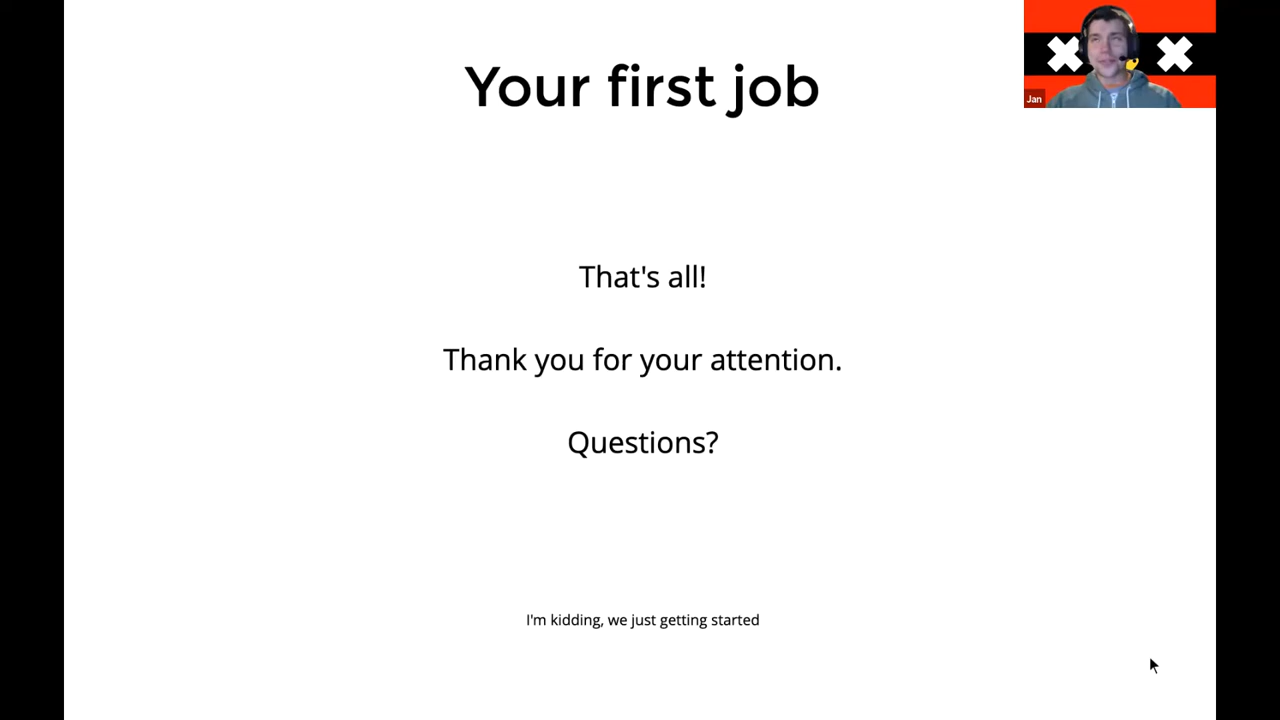 Your first job
Jan
That's all!
Thank you for your attention.
Questions?
I'm kidding, we just getting started